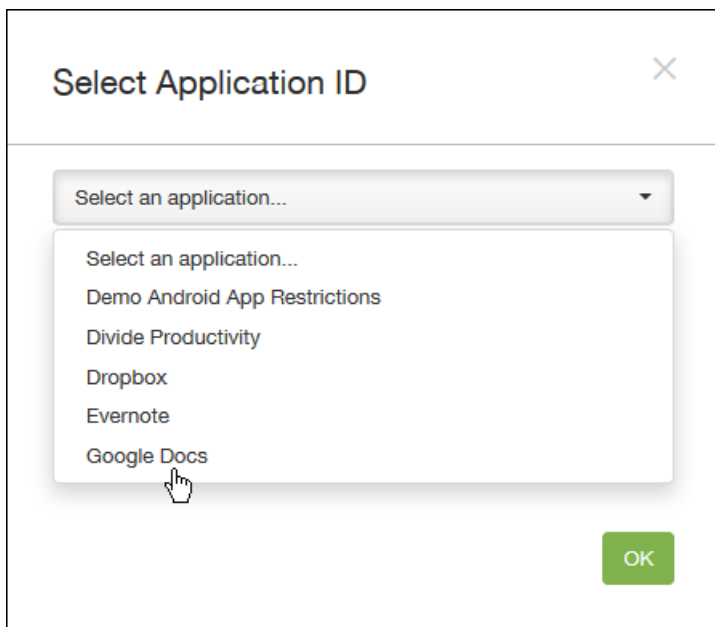 Select Application ID
Select an application...
Select an application...
Demo Android App Restrictions
Divide Productivity
Dropbox
Evernote
Google Docs
OK